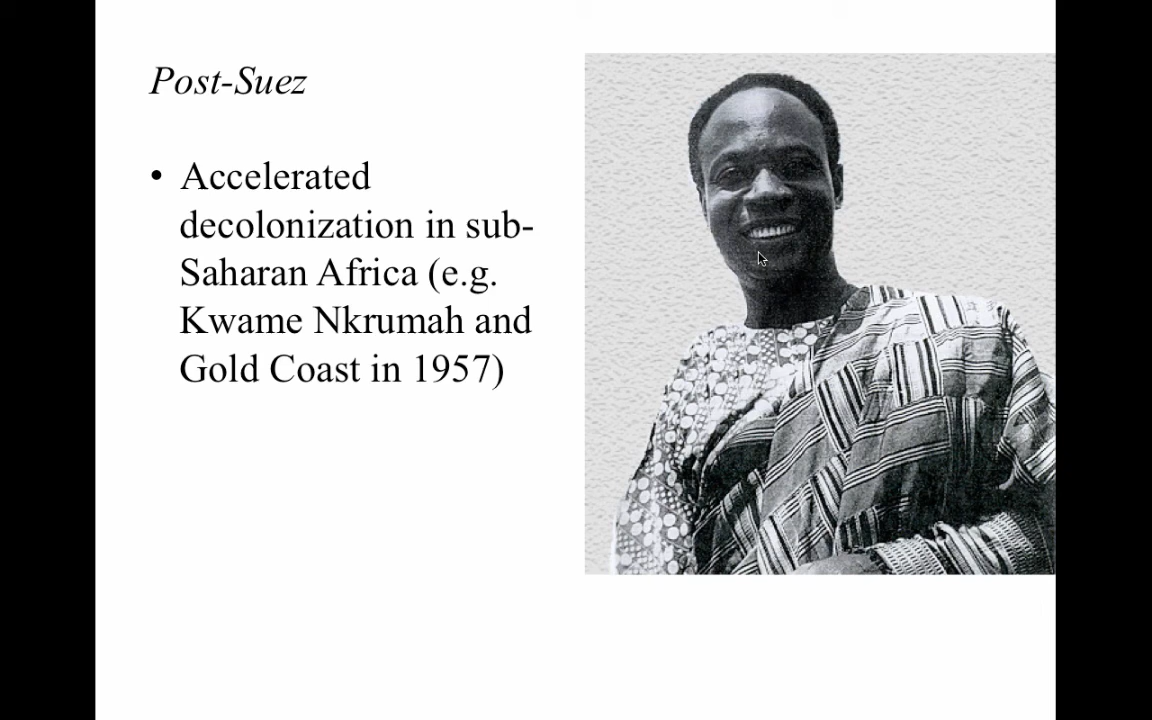 Post-Suez
• Accelerated
decolonization in sub-
Saharan Africa (e.g.
Kwame Nkrumah and
Gold Coast in 1957)